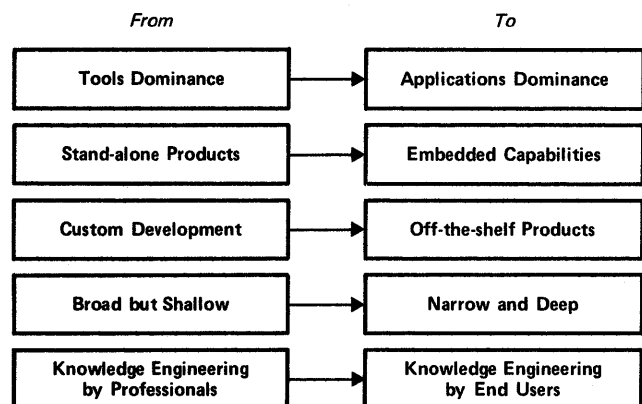 From To
Tools Dominance Applications Dominance
Stand-alone Products Embedded Capabilities
Custom Development Off-the-shelf Products
Broad but Shallow Narrow and Deep
Knowledge Engineering Knowledge Engineering
by Professionals by End Users